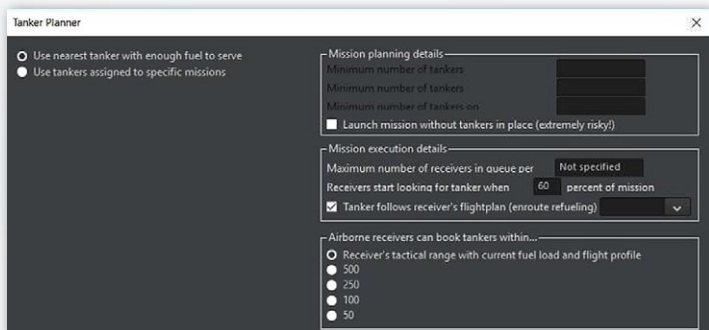 Tanker Planner
Use nearest tanker with enough fuel to serve
Use tankers assigned to specific missions
Mission planning details
Minimum number of tankers
Minimum number of tankers
Minimum number of tankers on
Launch mission without tankers in place (extremely risky!)
Mission execution details
Maximum number of receivers in queue per Not specified
Receivers start looking for tanker when 60 percent of mission
Tanker follows receiver's flightplan (enroute refueling)
Airborne receivers can book tankers within...
Receiver's tactical range with current fuel load and flight profile
500
250
100
50